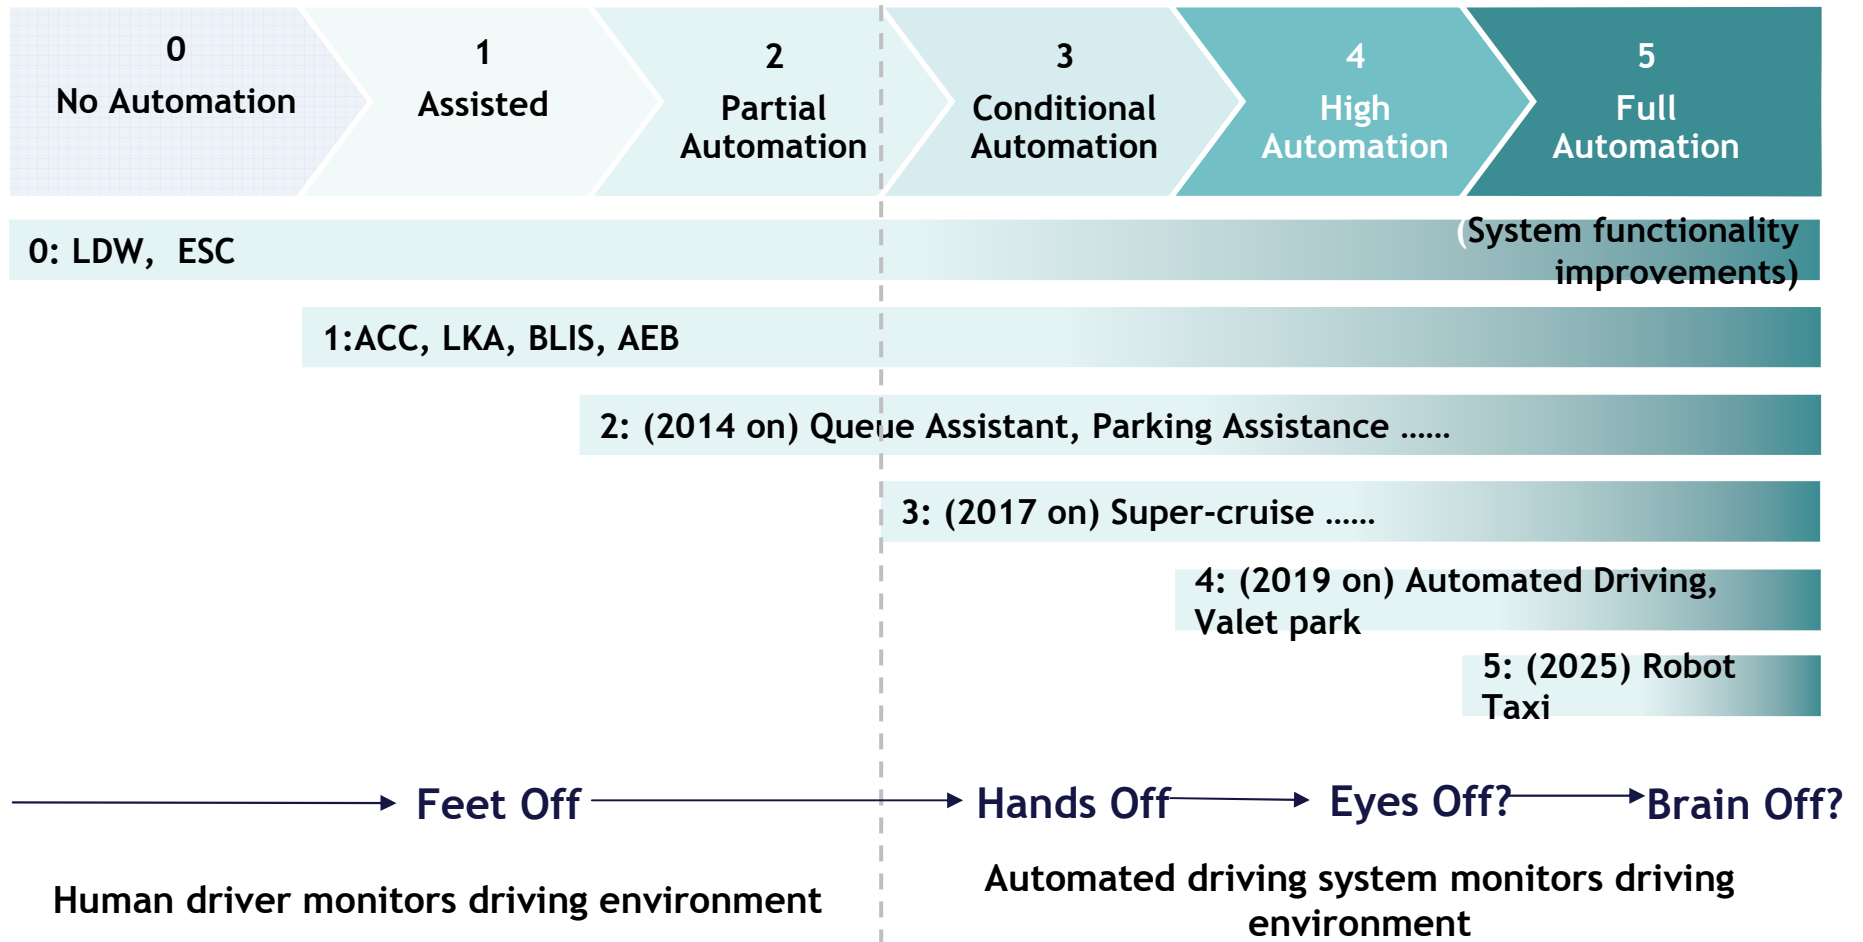 0
No Automation
1
Assisted
2
Partial
Automation
3
Conditional
Automation
4
High
Automation
5
Full
Automation
0: LDW,  ESC
(System functionality
improvements)
1:ACC, LKA, BLIS, AEB
2: (2014 on) Queue Assistant, Parking Assistance ......
3: (2017 on) Super-cruise ......
4: (2019 on) Automated Driving,
Valet park
5: (2025) Robot
Taxi
Feet Off
Hands Off
Eyes Off?
Brain Off?
Human driver monitors driving environment
Automated driving system monitors driving
environment